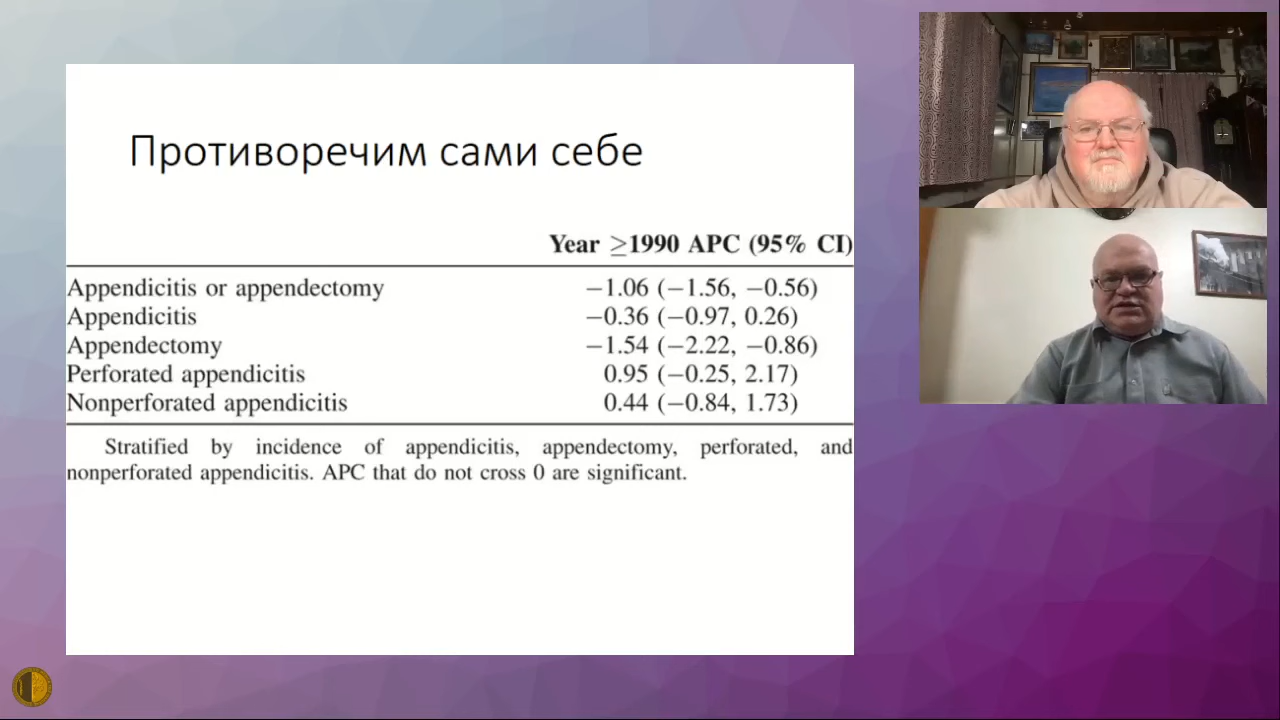 Противоречим сами себе
Year ≥1990 APC (95% CI)
Appendicitis or appendectomy −1.06 (−1.56, −0.56)
Appendicitis −0.36 (−0.97, 0.26)
Appendectomy −1.54 (−2.22, −0.86)
Perforated appendicitis 0.95 (−0.25, 2.17)
Nonperforated appendicitis 0.44 (−0.84, 1.73)
Stratified by incidence of appendicitis, appendectomy, perforated, and
nonperforated appendicitis. APC that do not cross 0 are significant.